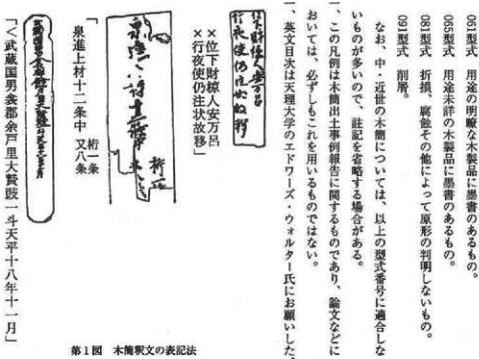 061型式　用途の明瞭な木製品に墨書のあるもの。
065型式　用途未詳の木製品に墨書のあるもの。
081型式　折損、腐蝕その他によって原形の判明しないもの。
091型式　削屑。
なお、中・近世の木簡については、以上の型式番号に適合しな
いものが多いので、註記を省略する場合がある。
一、この凡例は木簡出土事例報告に関するものであり、論文などに
おいては、必ずしもこれを用いるものではない。
一、英文目次は天理大学のエドワーズ・ウォルター氏にお願いした。
×位下財椋人安万呂
×行夜使仍注状故移」
「泉進上材十二条中　桁一条　又八条
「＜武蔵国男衾郡余戸里大贄豉一斗天平十八年十一月」
第1図　木簡釈文の表記法